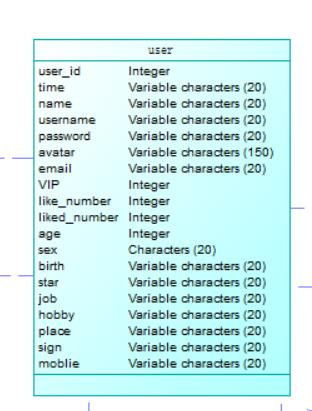 user
user_id Integer
time Variable characters (20)
name Variable characters (20)
username Variable characters (20)
password Variable characters (20)
avatar Variable characters (150)
email Variable characters (20)
VIP Integer
like_number Integer
liked_number Integer
age Integer
sex Characters (20)
birth Variable characters (20)
star Variable characters (20)
job Variable characters (20)
hobby Variable characters (20)
place Variable characters (20)
sign Variable characters (20)
moblie Variable characters (20)